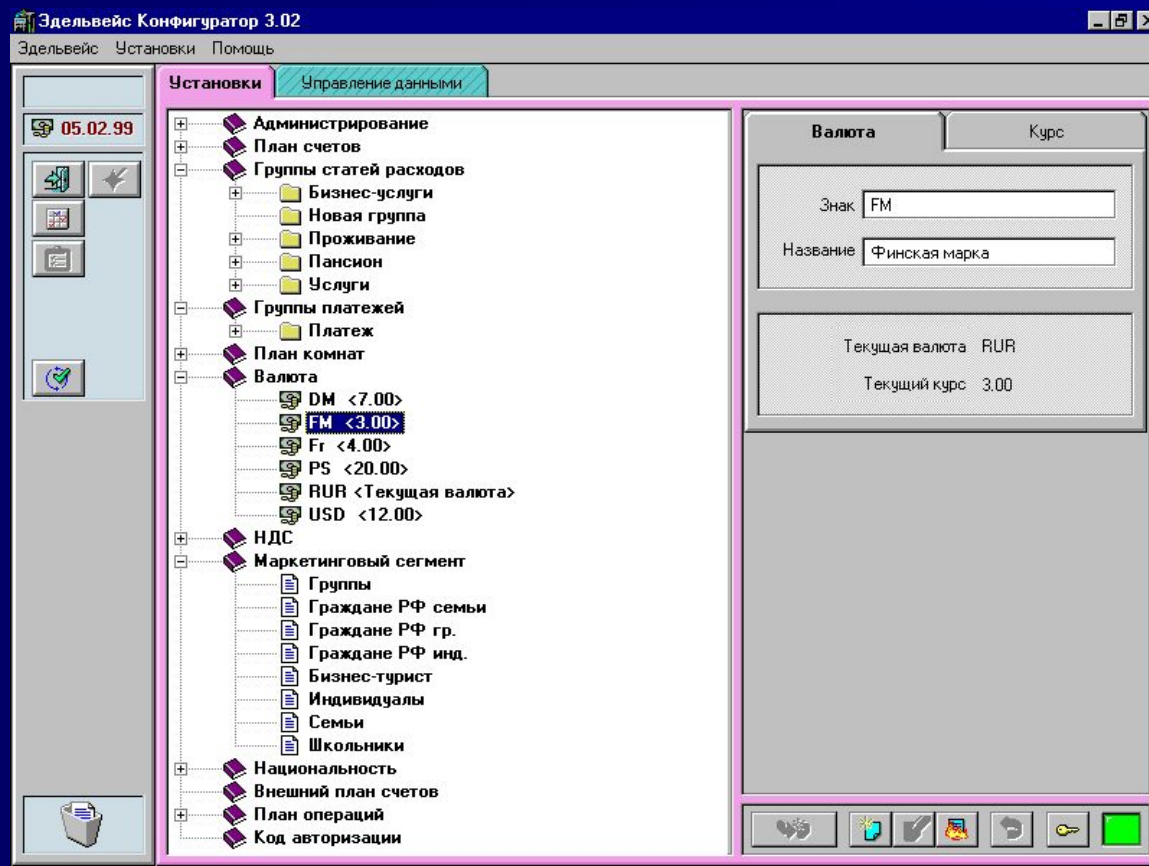 Эдельвейс Конфигуратор 3.02
Эдельвейс Установки Помощь
Установки Управление данными
05.02.99
Администрирование
План счетов
Группы статей расходов
Бизнес-услуги
Новая группа
Проживание
Пансион
Услуги
Группы платежей
Платеж
План комнат
Валюта
DM <7.00>
FM <3.00>
Fr <4.00>
PS <20.00>
RUR <Текущая валюта>
USD <12.00>
НДС
Маркетинговый сегмент
Группы
Граждане РФ семьи
Граждане РФ гр.
Граждане РФ инд.
Бизнес-турист
Индивидуалы
Семьи
Школьники
Национальность
Внешний план счетов
План операций
Код авторизации
Валюта Курс
Знак FM
Название Финская марка
Текущая валюта RUR
Текущий курс 3.00